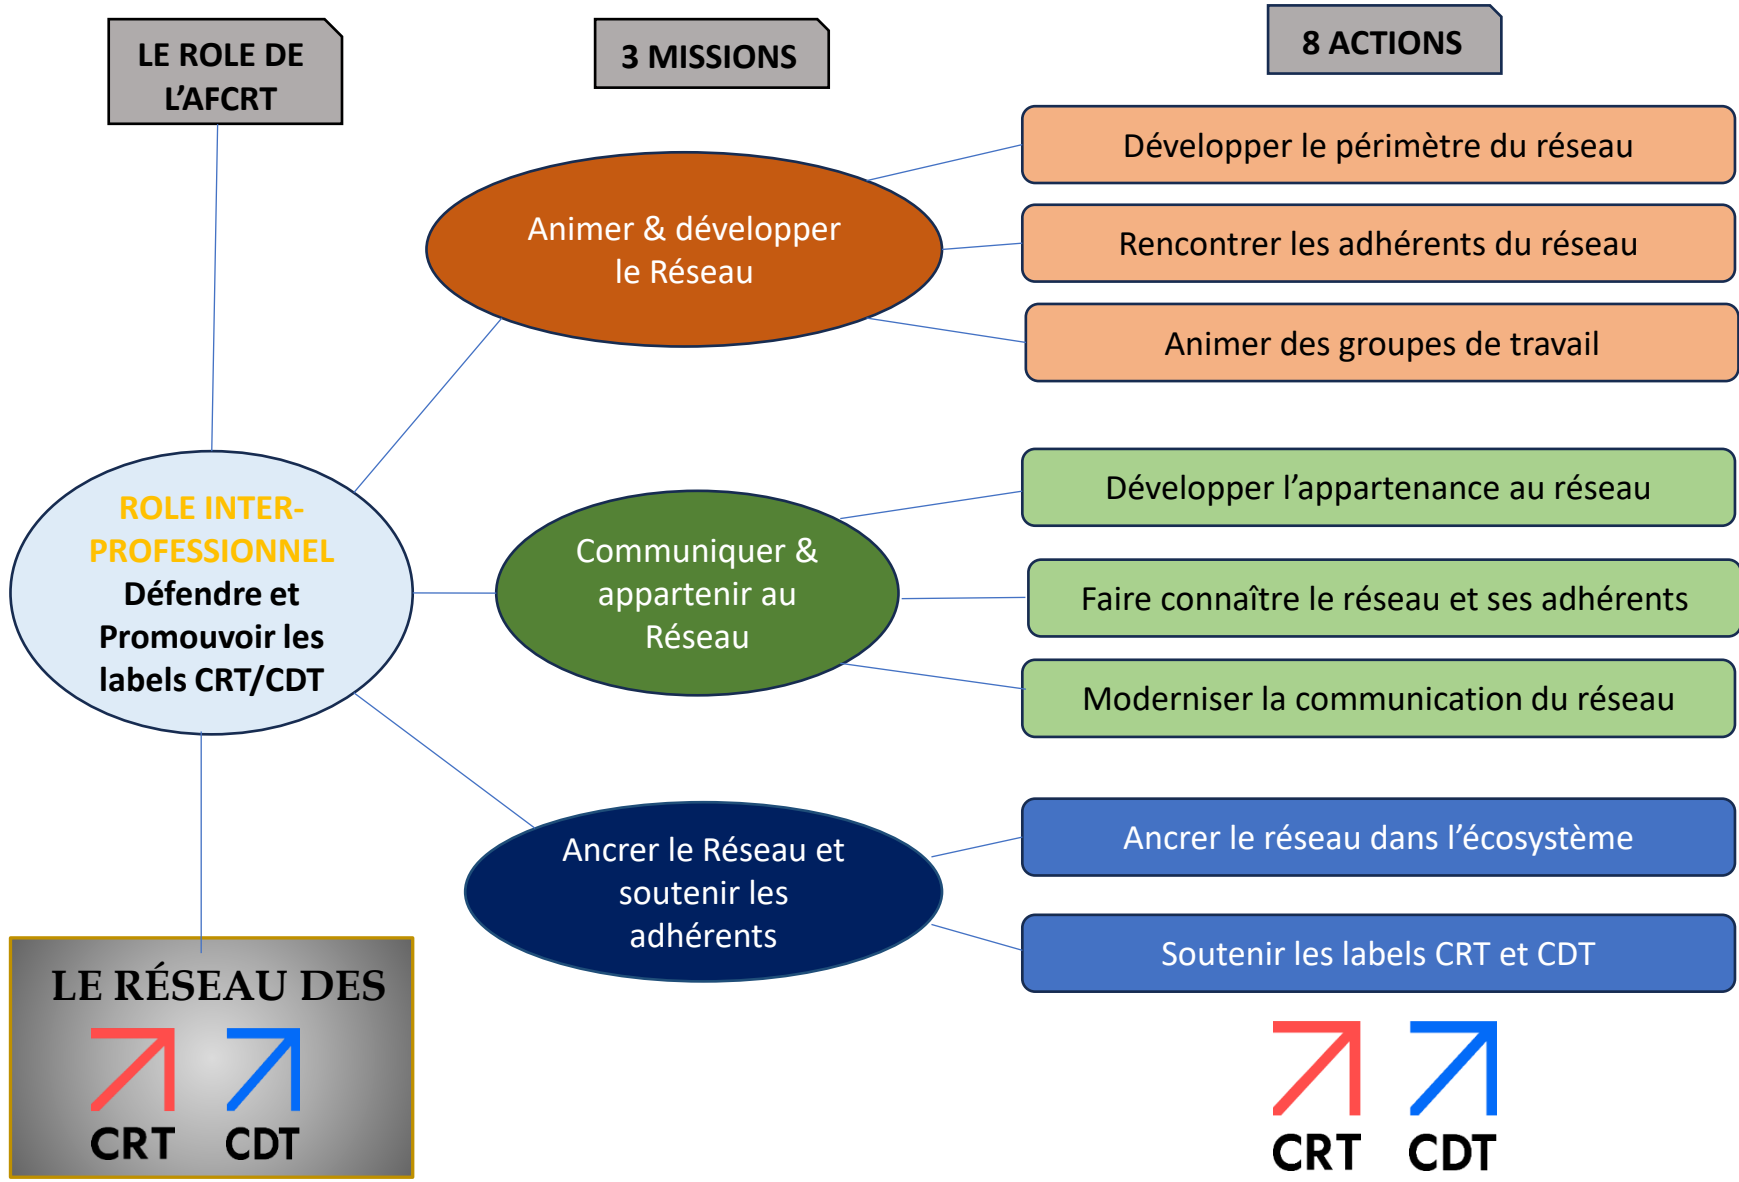 LE ROLE DE
L'AFCRT
3 MISSIONS
8 ACTIONS
ROLE INTER-
PROFESSIONNEL
Défendre et
Promouvoir les
labels CRT/CDT
Animer & développer
le Réseau
Développer le périmètre du réseau
Rencontrer les adhérents du réseau
Animer des groupes de travail
Communiquer &
appartenir au
Réseau
Développer l'appartenance au réseau
Faire connaître le réseau et ses adhérents
Moderniser la communication du réseau
Ancrer le Réseau et
soutenir les
adhérents
Ancrer le réseau dans l'écosystème
Soutenir les labels CRT et CDT
LE RÉSEAU DES
CRT CDT
CRT CDT